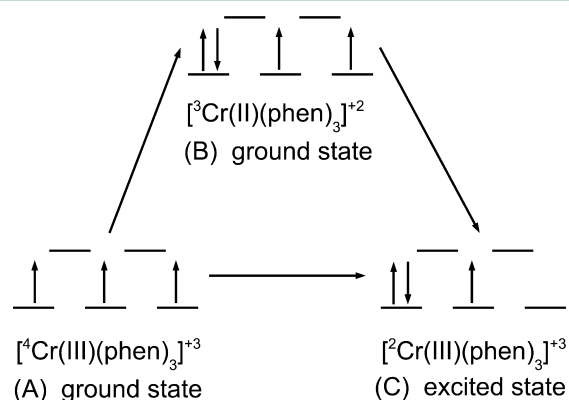 [³Cr(II)(phen)₃]⁺²
(B) ground state
[⁴Cr(III)(phen)₃]⁺³
(A) ground state
[²Cr(III)(phen)₃]⁺³
(C) excited state